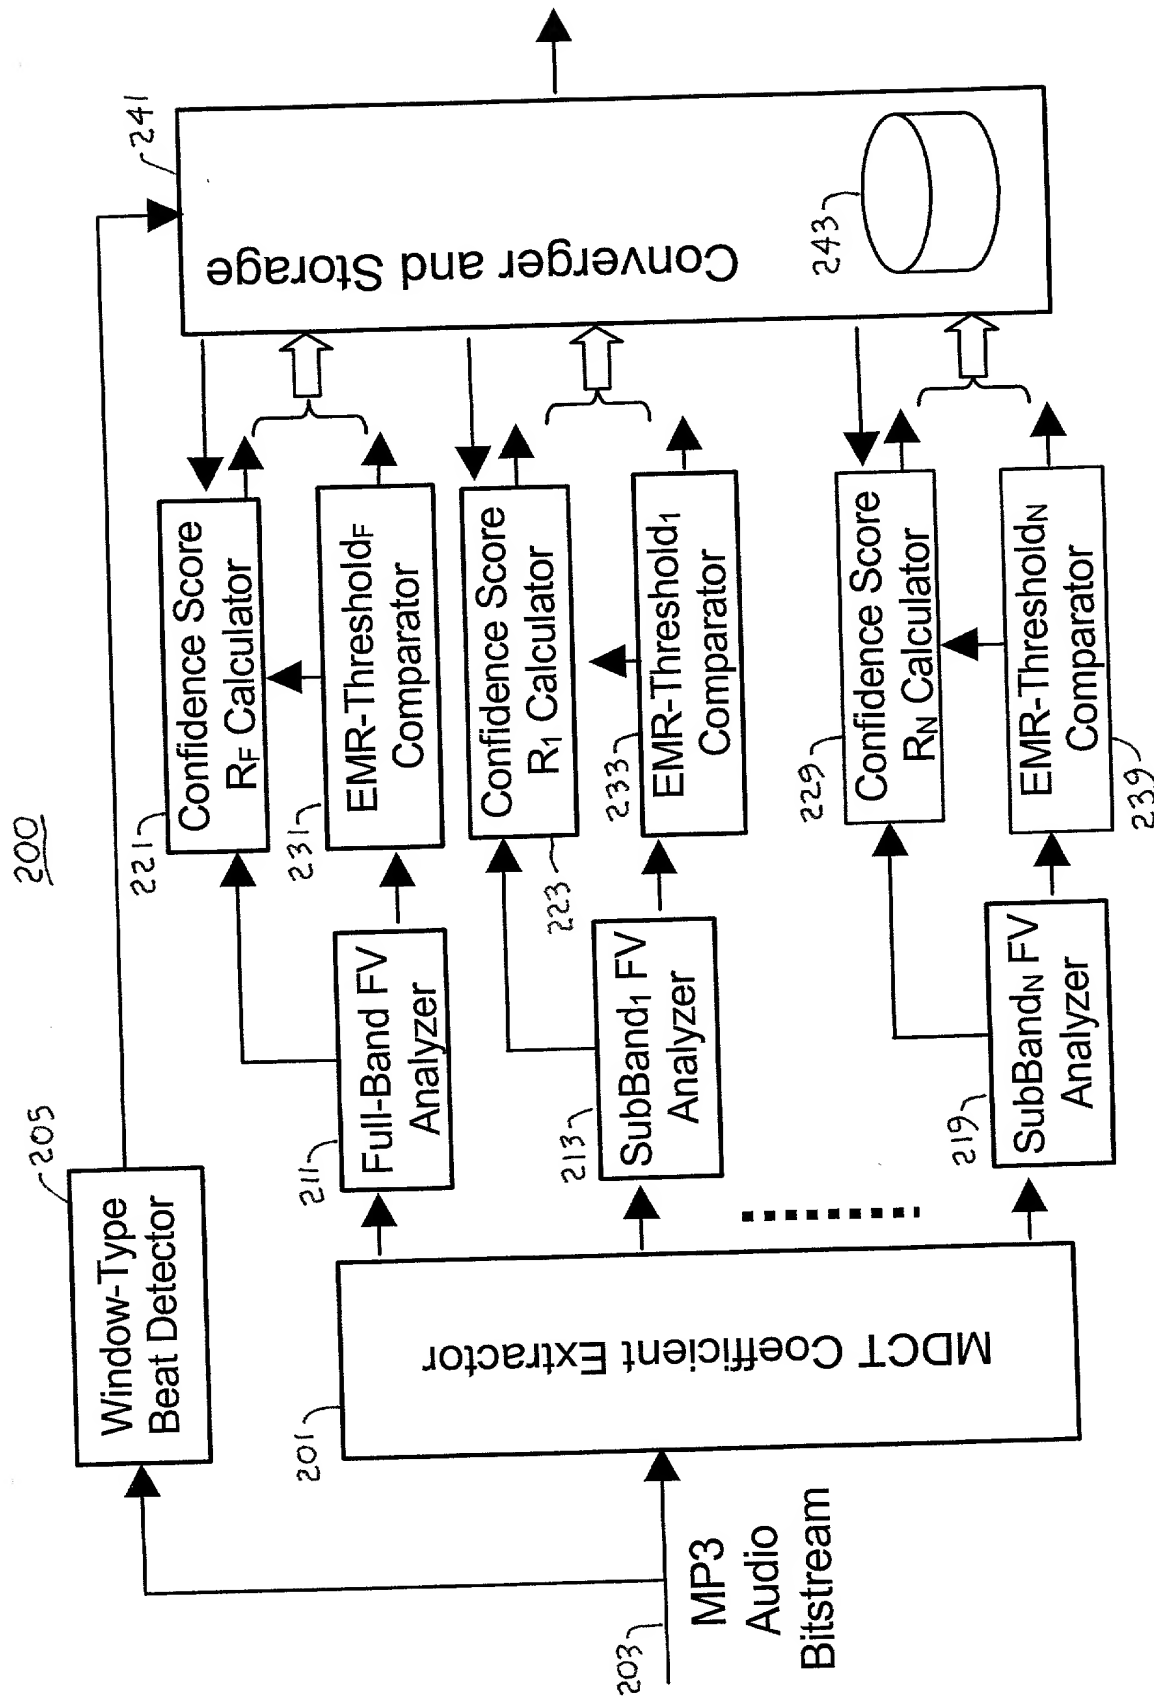 200
Window-Type
Beat Detector
205
203
MP3
Audio
Bitstream
201
MDCT Coefficient Extractor
211
Full-Band FV
Analyzer
213
SubBand1 FV
Analyzer
219
SubBandN FV
Analyzer
221
Confidence Score
RF Calculator
231
EMR-ThresholdF
Comparator
223
Confidence Score
R1 Calculator
233
EMR-Threshold1
Comparator
229
Confidence Score
RN Calculator
239
EMR-ThresholdN
Comparator
241
Converger and Storage
243